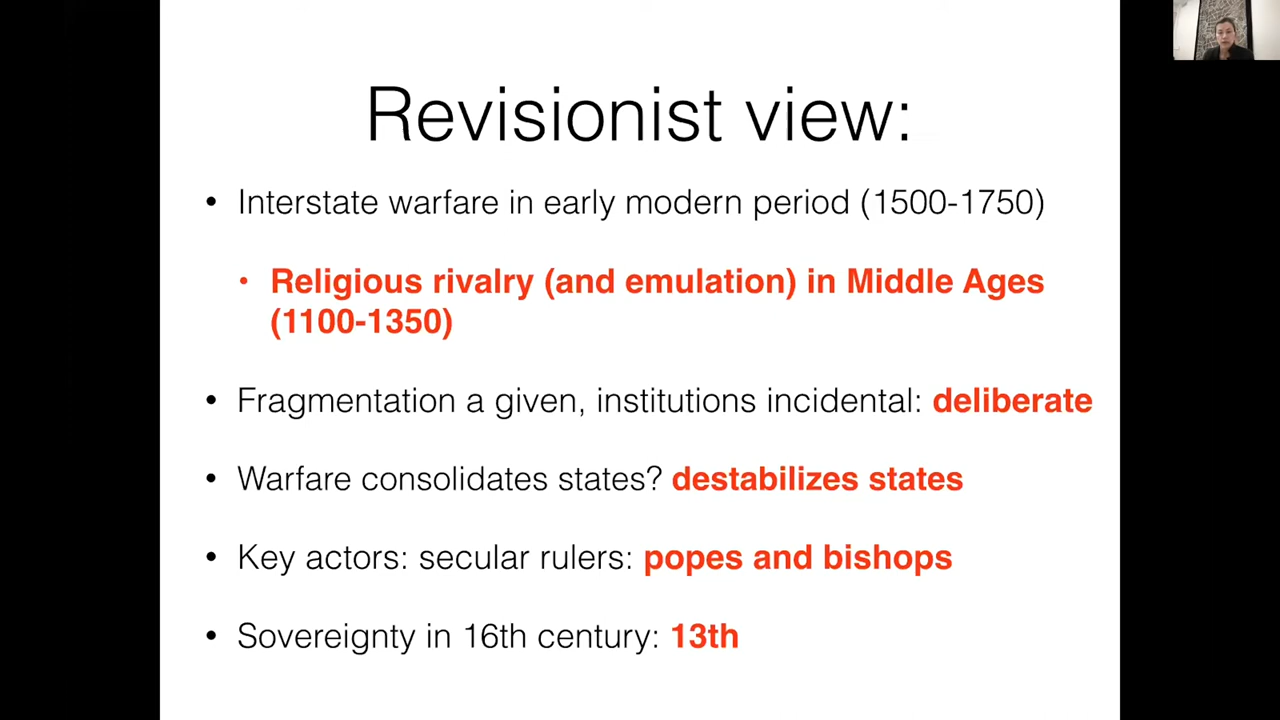 Revisionist view:
• Interstate warfare in early modern period (1500-1750)
• Religious rivalry (and emulation) in Middle Ages
(1100-1350)
• Fragmentation a given, institutions incidental: deliberate
• Warfare consolidates states? destabilizes states
• Key actors: secular rulers: popes and bishops
• Sovereignty in 16th century: 13th